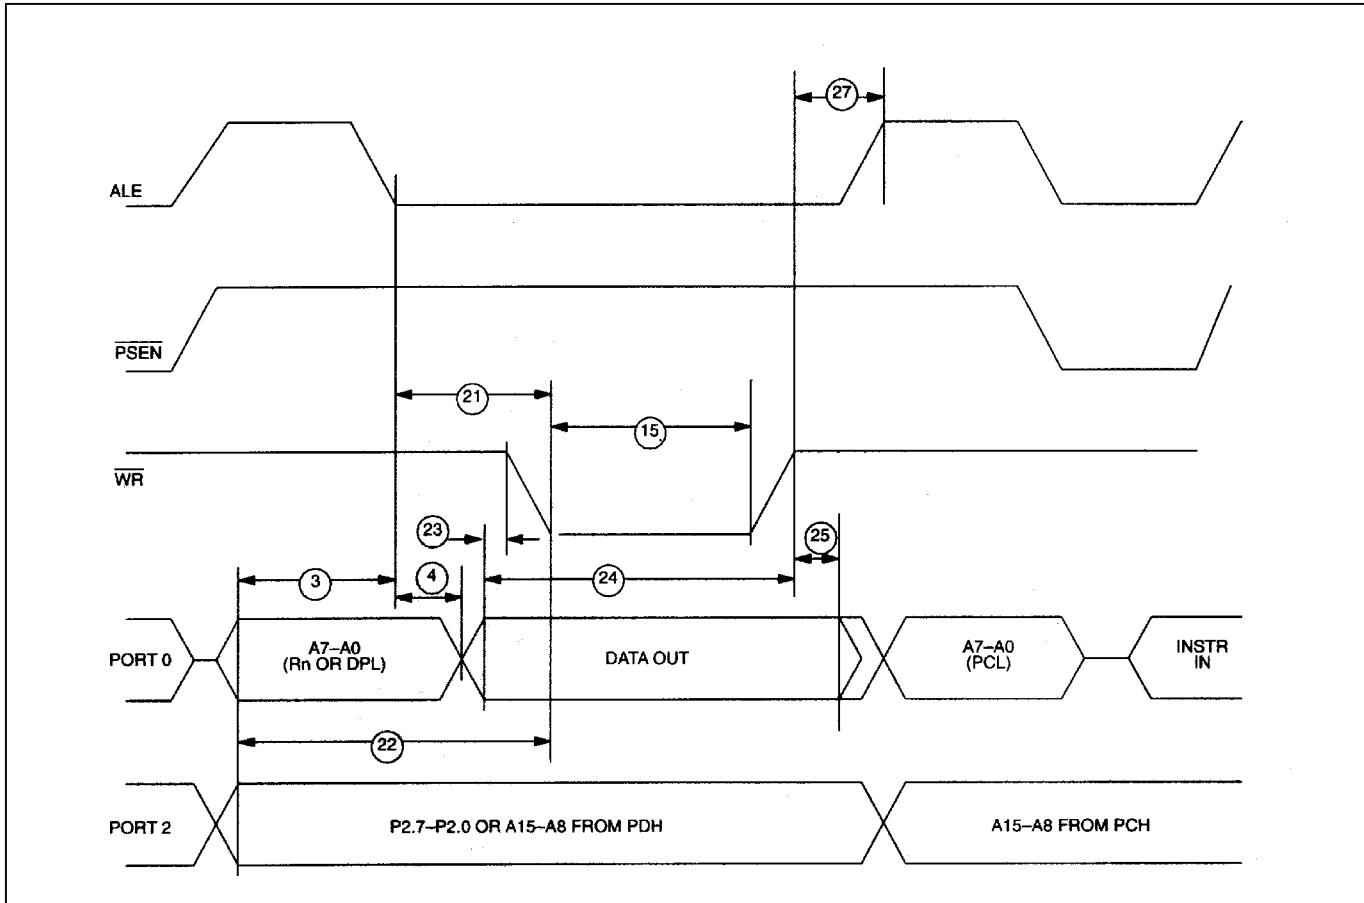 27
ALE
PSEN
21
15
WR
23
25
3
4
24
PORT 0
A7–A0
(Rn OR DPL)
DATA OUT
A7–A0
(PCL)
INSTR
IN
22
PORT 2
P2.7–P2.0 OR A15–A8 FROM PDH
A15–A8 FROM PCH